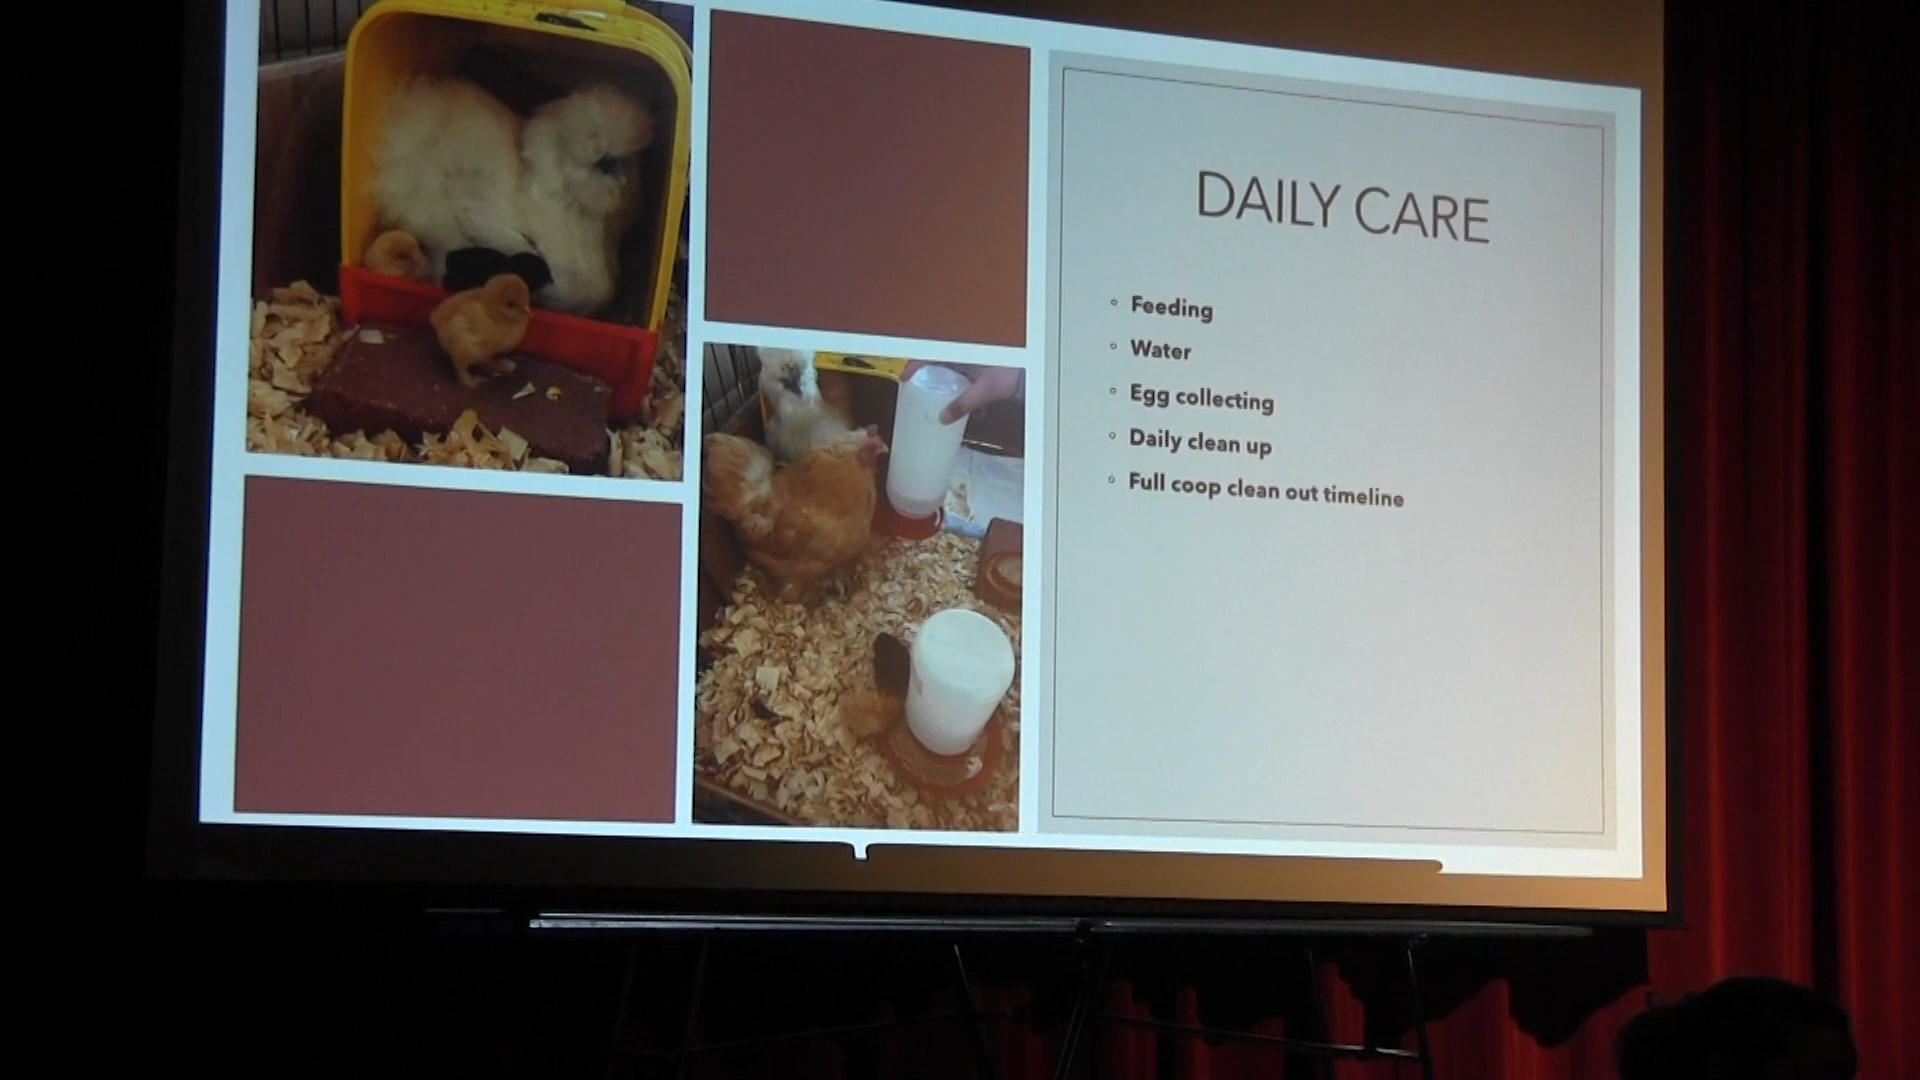 DAILY CARE
Feeding
Water
Egg collecting
Daily clean up
Full coop clean out timeline